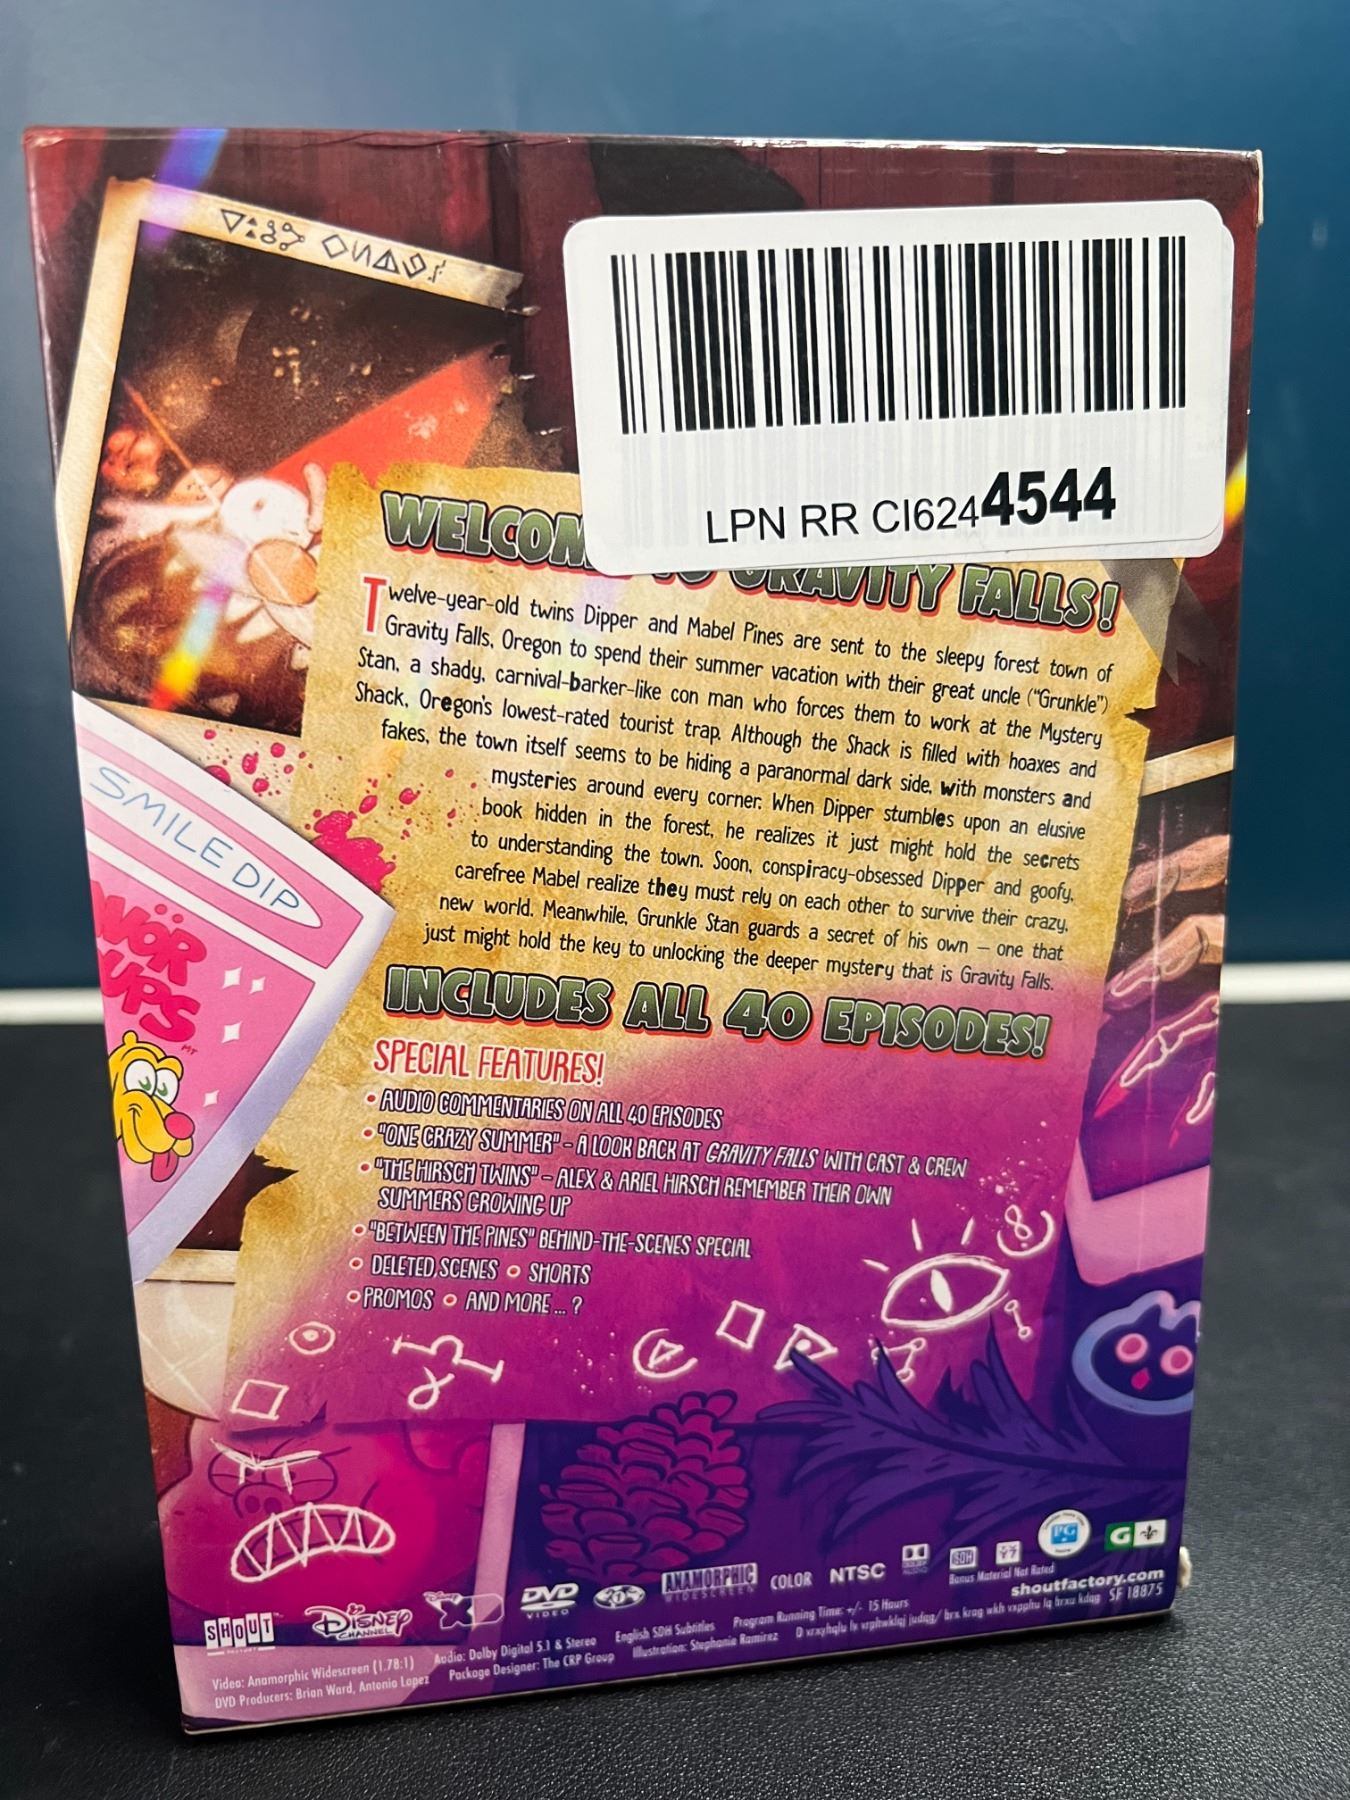 LPN RR CI6244544
WELCOM TO GRAVITY FALLS!
Twelve-year-old twins Dipper and Mabel Pines are sent to the sleepy forest town of
Gravity Falls, Oregon to spend their summer vacation with their great uncle ("Grunkle")
Stan, a shady, carnival-barker-like con man who forces them to work at the Mystery
Shack, Oregon's lowest-rated tourist trap. Although the Shack is filled with hoaxes and
fakes, the town itself seems to be hiding a paranormal dark side, with monsters and
mysteries around every corner. When Dipper stumbles upon an elusive
book hidden in the forest, he realizes it just might hold the secrets
to understanding the town. Soon, conspiracy-obsessed Dipper and goofy,
carefree Mabel realize they must rely on each other to survive their crazy,
new world. Meanwhile, Grunkle Stan guards a secret of his own – one that
just might hold the key to unlocking the deeper mystery that is Gravity Falls.
SMILE DIP
INCLUDES ALL 40 EPISODES!
SPECIAL FEATURES!
• AUDIO COMMENTARIES ON ALL 40 EPISODES
• "ONE CRAZY SUMMER" – A LOOK BACK AT GRAVITY FALLS WITH CAST & CREW
• "THE HIRSCH TWINS" – ALEX & ARIEL HIRSCH REMEMBER THEIR OWN
SUMMERS GROWING UP
• "BETWEEN THE PINES" BEHIND-THE-SCENES SPECIAL
• DELETED SCENES • SHORTS
• PROMOS • AND MORE ... ?
SHOUT
Disney CHANNEL
Disney XD
DVD VIDEO
ANAMORPHIC WIDESCREEN
COLOR
NTSC
SDH
Y7
PG
G
Bonus Material Not Rated
shoutfactory.com
SF 18875
Video: Anamorphic Widescreen (1.78:1) Audio: Dolby Digital 5.1 & Stereo English SDH Subtitles Program Running Time: +/- 15 Hours
DVD Producers: Brian Ward, Antonio Lopez Package Designer: The CRP Group Illustration: Stephanie Ramirez